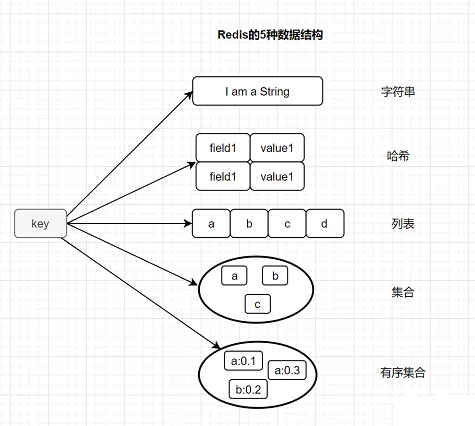 Redis的5种数据结构
I am a String
字符串
field1 value1
哈希
field1 value1
key
a b c d
列表
a b
集合
c
a:0.1
a:0.3
有序集合
b:0.2